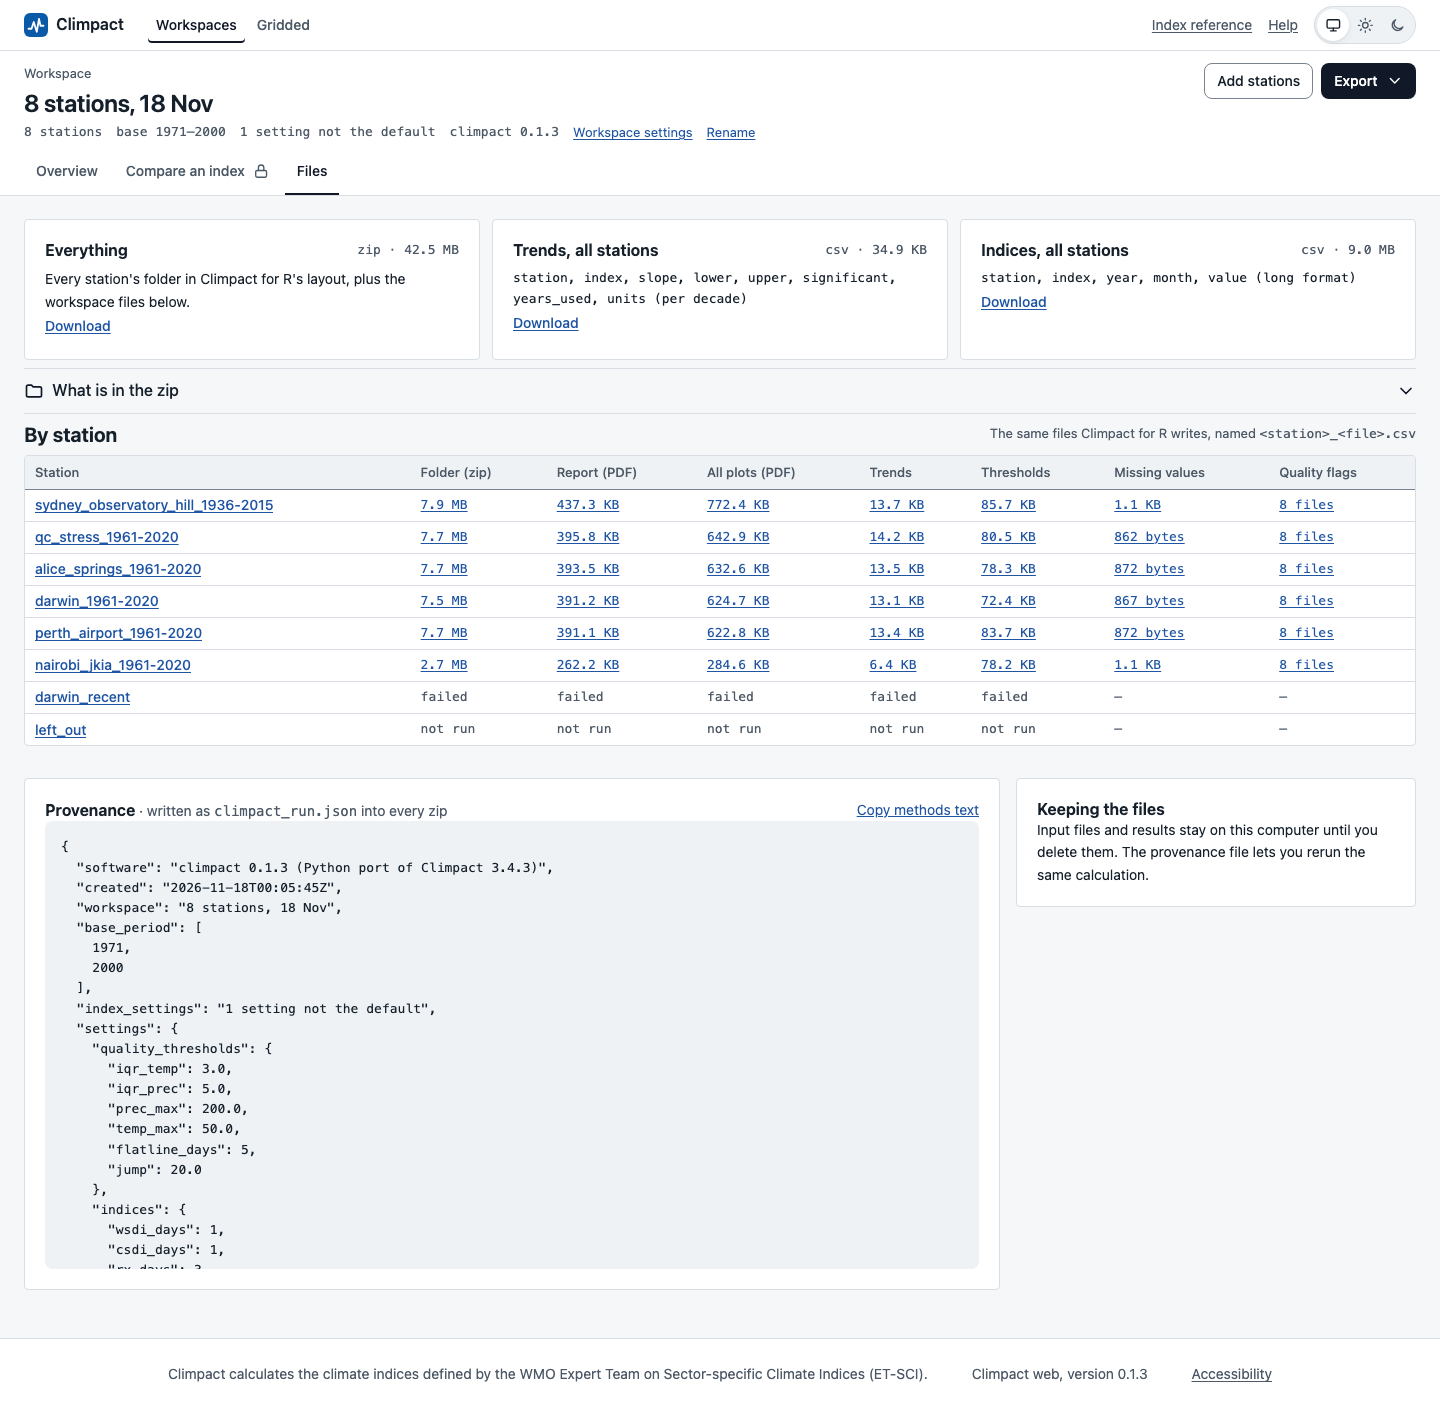 Climpact
Workspaces
Gridded
Index reference
Help
Workspace
8 stations, 18 Nov
Add stations
Export
8 stations base 1971–2000 1 setting not the default climpact 0.1.3 Workspace settings Rename
Overview
Compare an index
Files
Everything
zip · 42.5 MB
Every station's folder in Climpact for R's layout, plus the
workspace files below.
Download
Trends, all stations
csv · 34.9 KB
station, index, slope, lower, upper, significant,
years_used, units (per decade)
Download
Indices, all stations
csv · 9.0 MB
station, index, year, month, value (long format)
Download
What is in the zip
By station
The same files Climpact for R writes, named <station>_<file>.csv
Station Folder (zip) Report (PDF) All plots (PDF) Trends Thresholds Missing values Quality flags
sydney_observatory_hill_1936-2015 7.9 MB 437.3 KB 772.4 KB 13.7 KB 85.7 KB 1.1 KB 8 files
qc_stress_1961-2020 7.7 MB 395.8 KB 642.9 KB 14.2 KB 80.5 KB 862 bytes 8 files
alice_springs_1961-2020 7.7 MB 393.5 KB 632.6 KB 13.5 KB 78.3 KB 872 bytes 8 files
darwin_1961-2020 7.5 MB 391.2 KB 624.7 KB 13.1 KB 72.4 KB 867 bytes 8 files
perth_airport_1961-2020 7.7 MB 391.1 KB 622.8 KB 13.4 KB 83.7 KB 872 bytes 8 files
nairobi_jkia_1961-2020 2.7 MB 262.2 KB 284.6 KB 6.4 KB 78.2 KB 1.1 KB 8 files
darwin_recent failed failed failed failed failed – –
left_out not run not run not run not run not run – –
Provenance · written as climpact_run.json into every zip
Copy methods text
{
"software": "climpact 0.1.3 (Python port of Climpact 3.4.3)",
"created": "2026-11-18T00:05:45Z",
"workspace": "8 stations, 18 Nov",
"base_period": [
1971,
2000
],
"index_settings": "1 setting not the default",
"settings": {
"quality_thresholds": {
"iqr_temp": 3.0,
"iqr_prec": 5.0,
"prec_max": 200.0,
"temp_max": 50.0,
"flatline_days": 5,
"jump": 20.0
},
"indices": {
"wsdi_days": 1,
"csdi_days": 1,
"rx_days": 3
Keeping the files
Input files and results stay on this computer until you
delete them. The provenance file lets you rerun the
same calculation.
Climpact calculates the climate indices defined by the WMO Expert Team on Sector-specific Climate Indices (ET-SCI).
Climpact web, version 0.1.3
Accessibility